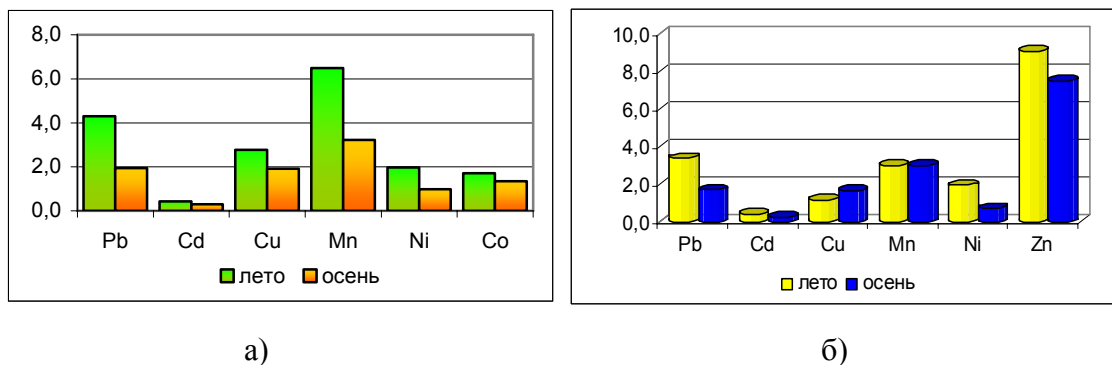 8,0
6,0
4,0
2,0
0,0
Pb Cd Cu Mn Ni Co
лето осень
а)
10,0
8,0
6,0
4,0
2,0
0,0
Pb Cd Cu Mn Ni Zn
лето осень
б)